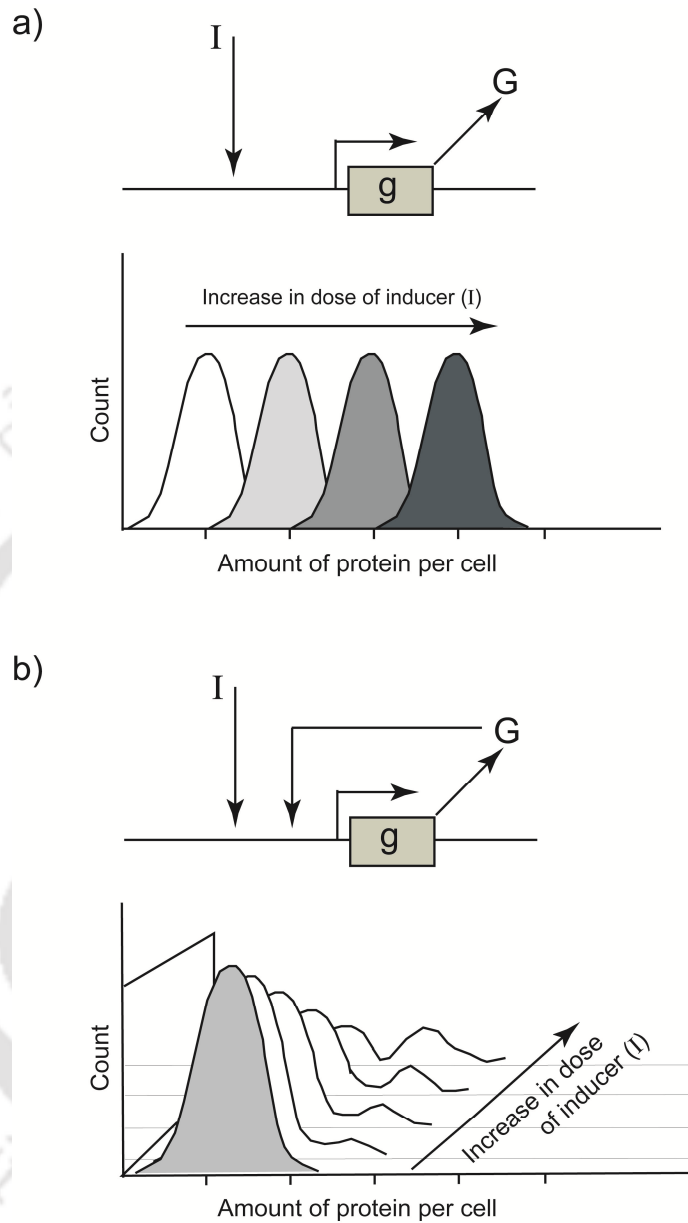 a)
I
G
g
Increase in dose of inducer (I)
Count
Amount of protein per cell
b)
I
G
g
Count
Increase in dose
of inducer (I)
Amount of protein per cell